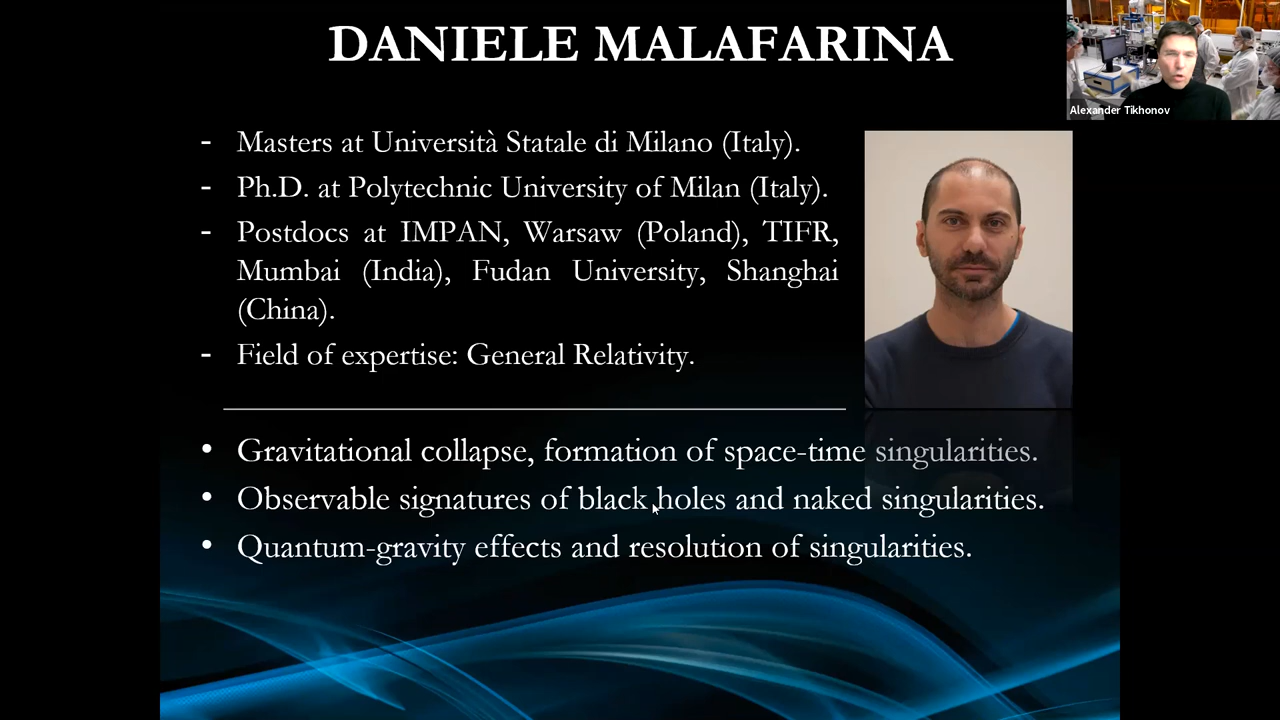 DANIELE MALAFARINA
Alexander Tikhonov
- Masters at Università Statale di Milano (Italy).
- Ph.D. at Polytechnic University of Milan (Italy).
- Postdocs at IMPAN, Warsaw (Poland), TIFR,
Mumbai (India), Fudan University, Shanghai
(China).
- Field of expertise: General Relativity.
• Gravitational collapse, formation of space-time singularities.
• Observable signatures of black holes and naked singularities.
• Quantum-gravity effects and resolution of singularities.